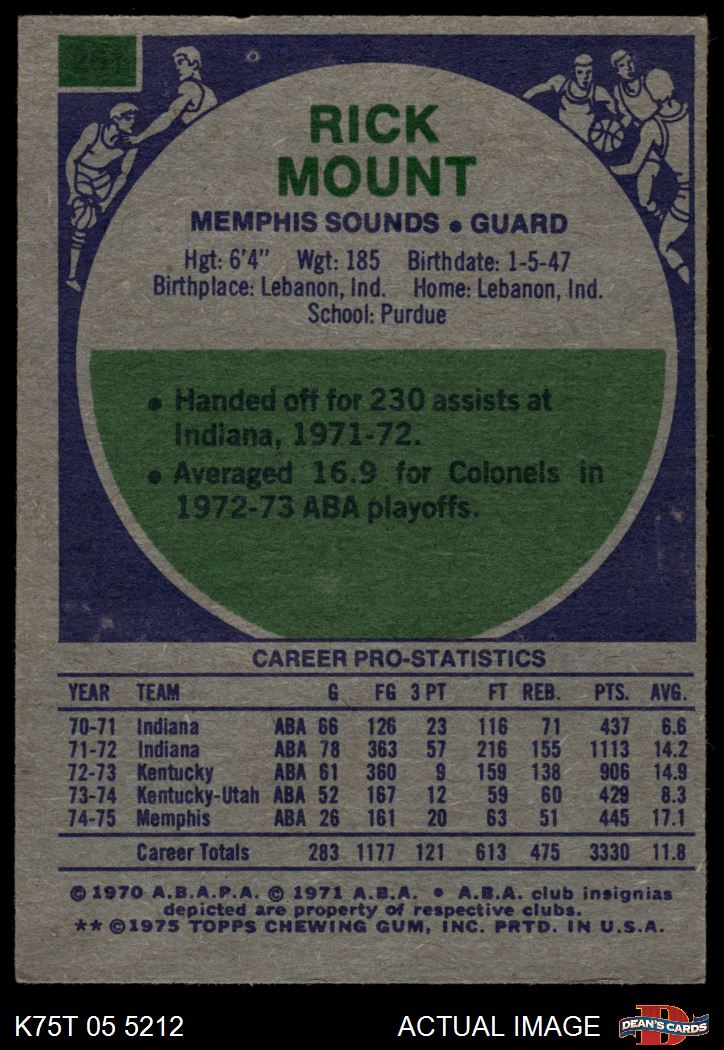 261
RICK
MOUNT
MEMPHIS SOUNDS • GUARD
Hgt: 6'4" Wgt: 185 Birthdate: 1-5-47
Birthplace: Lebanon, Ind. Home: Lebanon, Ind.
School: Purdue
• Handed off for 230 assists at
Indiana, 1971-72.
• Averaged 16.9 for Colonels in
1972-73 ABA playoffs.
CAREER PRO-STATISTICS
YEAR TEAM G FG 3 PT FT REB. PTS. AVG.
70-71 Indiana ABA 66 126 23 116 71 437 6.6
71-72 Indiana ABA 78 363 57 216 155 1113 14.2
72-73 Kentucky ABA 61 360 9 159 138 906 14.9
73-74 Kentucky-Utah ABA 52 167 12 59 60 429 8.3
74-75 Memphis ABA 26 161 20 63 51 445 17.1
Career Totals 283 1177 121 613 475 3330 11.8
© 1970 A.B.A.P.A. © 1971 A.B.A. • A.B.A. club insignias
depicted are property of respective clubs.
** ©1975 TOPPS CHEWING GUM, INC. PRTD. IN U.S.A.
K75T 05 5212 ACTUAL IMAGE D DEAN'S CARDS